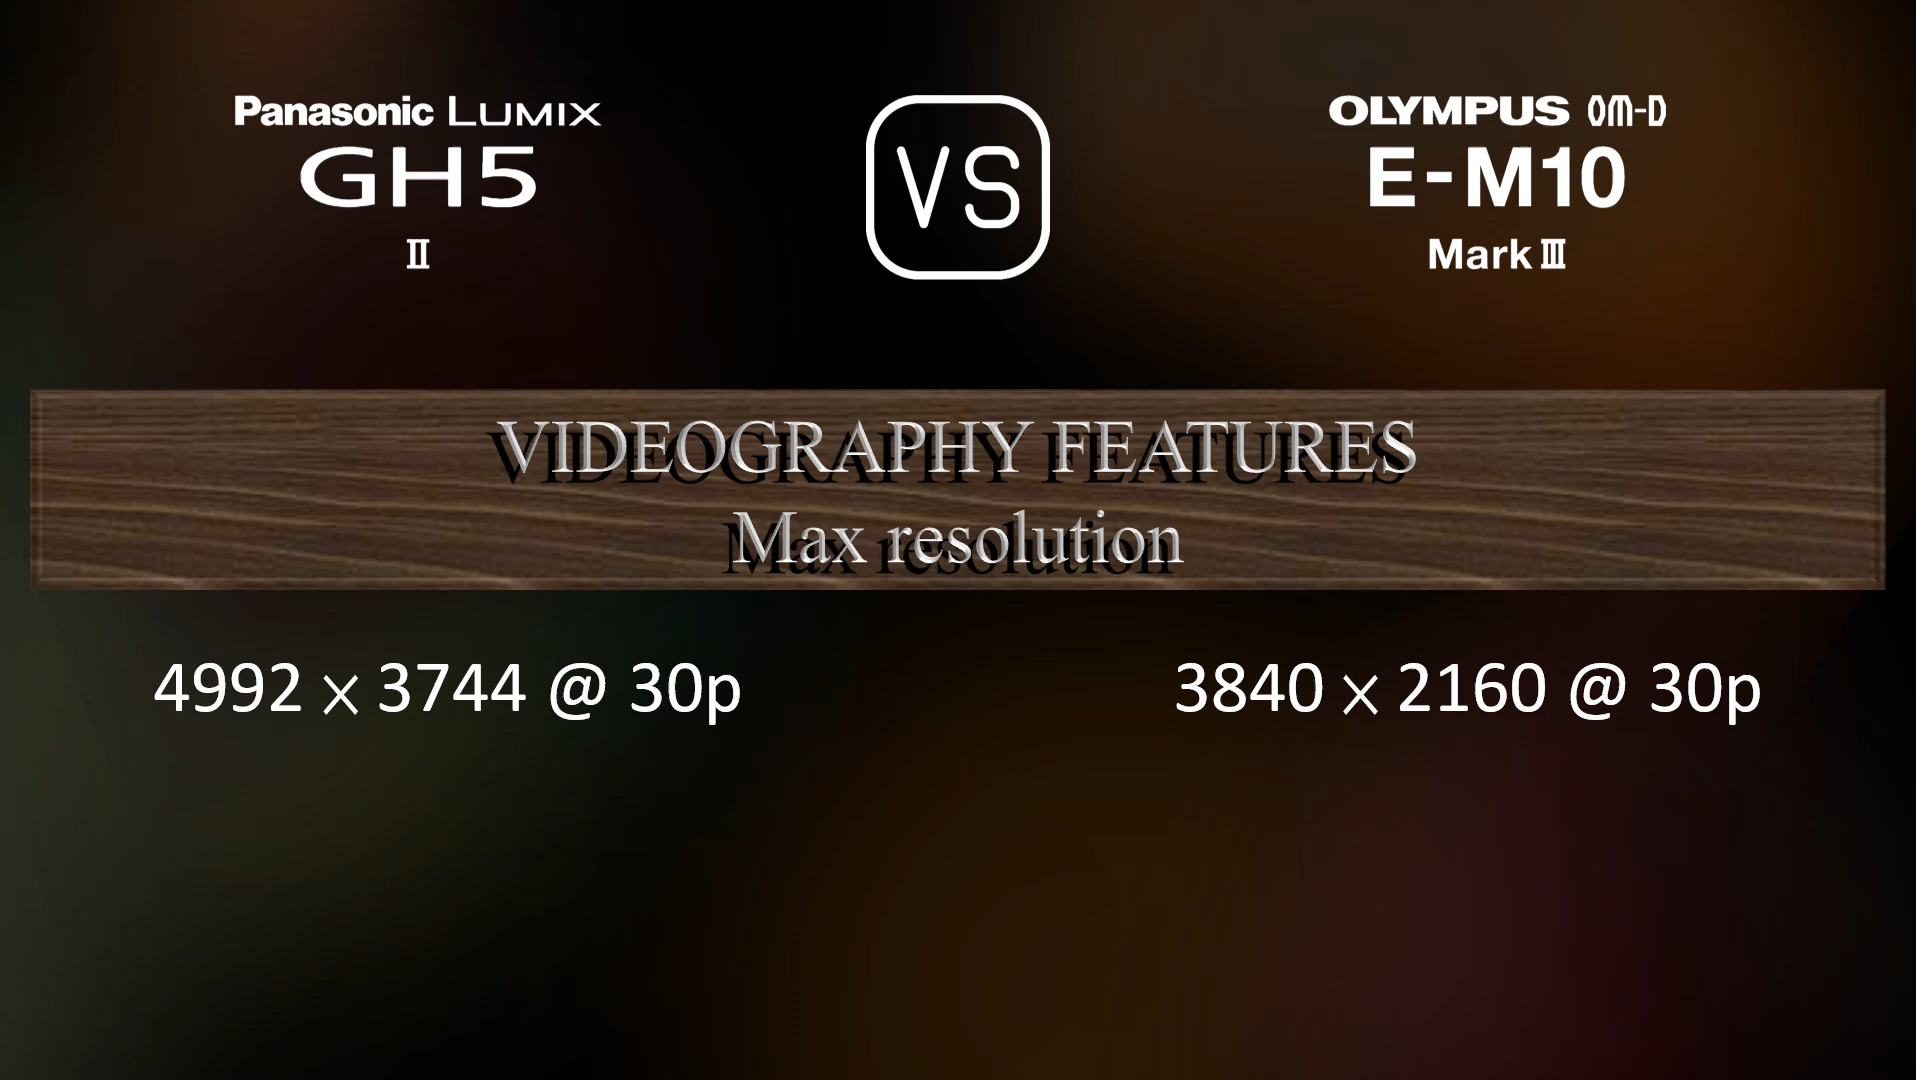 Panasonic LUMIX
GH5
II
VS
OLYMPUS OM-D
E-M10
Mark III
VIDEOGRAPHY FEATURES
Max resolution
4992 x 3744 @ 30p
3840 x 2160 @ 30p